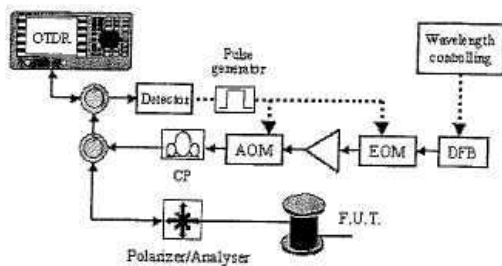 OTDR
Wavelength
controlling
Pulse
generator
Detector
AOM
EOM
DFB
CP
F.U.T.
Polarizer/Analyser